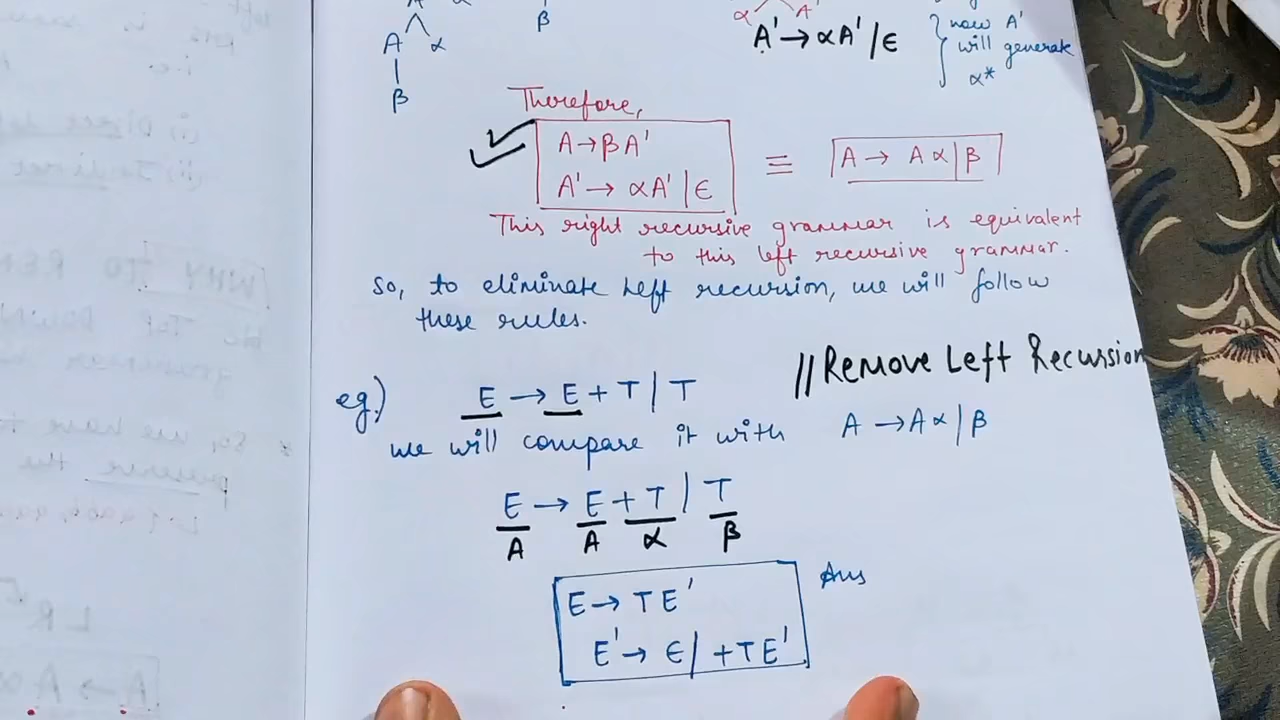 A α
A α
β
β
α A'
A' → αA' | ϵ
now A'
will generate
α*
Therefore,
A → βA'
A' → αA' | ϵ
≡
A → Aα | β
This right recursive grammar is equivalent
to this left recursive grammar.
So, to eliminate left recursion, we will follow
these rules.
// Remove Left Recursion
eg.) E → E + T | T
we will compare it with A → Aα | β
E → E + T | T
A A α β
E → TE' Ans
E' → ϵ | +TE'